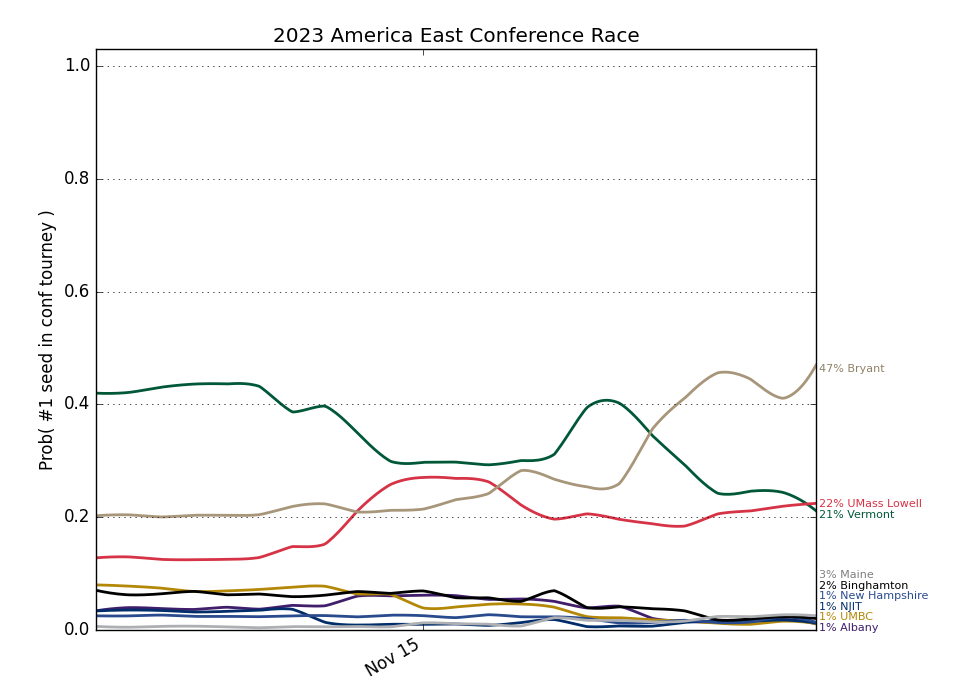 2023 America East Conference Race
Prob( #1 seed in conf tourney )
1.0
0.8
0.6
0.4
0.2
0.0
Nov 15
47% Bryant
22% UMass Lowell
21% Vermont
3% Maine
2% Binghamton
1% New Hampshire
1% NJIT
1% UMBC
1% Albany